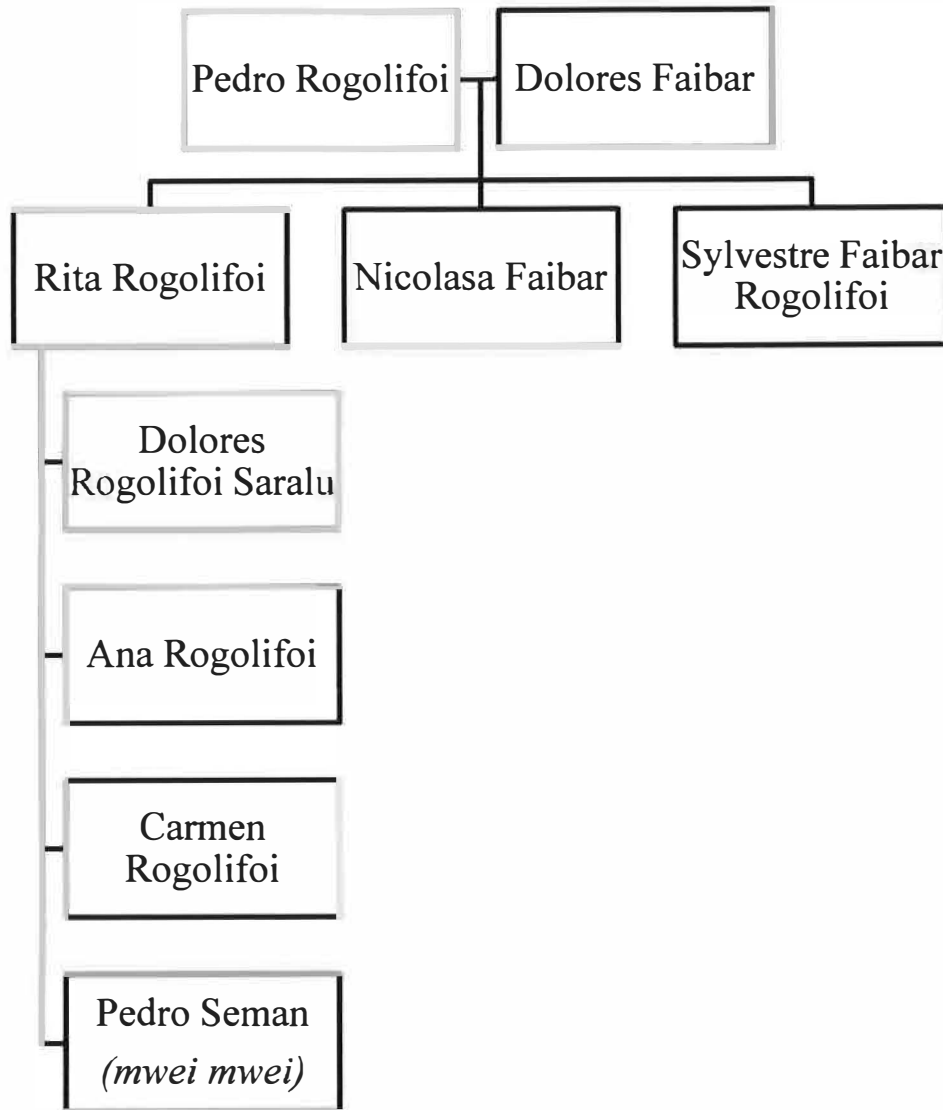 Pedro Rogolifoi
Dolores Faibar
Rita Rogolifoi
Nicolasa Faibar
Sylvestre Faibar
Rogolifoi
Dolores
Rogolifoi Saralu
Ana Rogolifoi
Carmen
Rogolifoi
Pedro Seman
(mwei mwei)